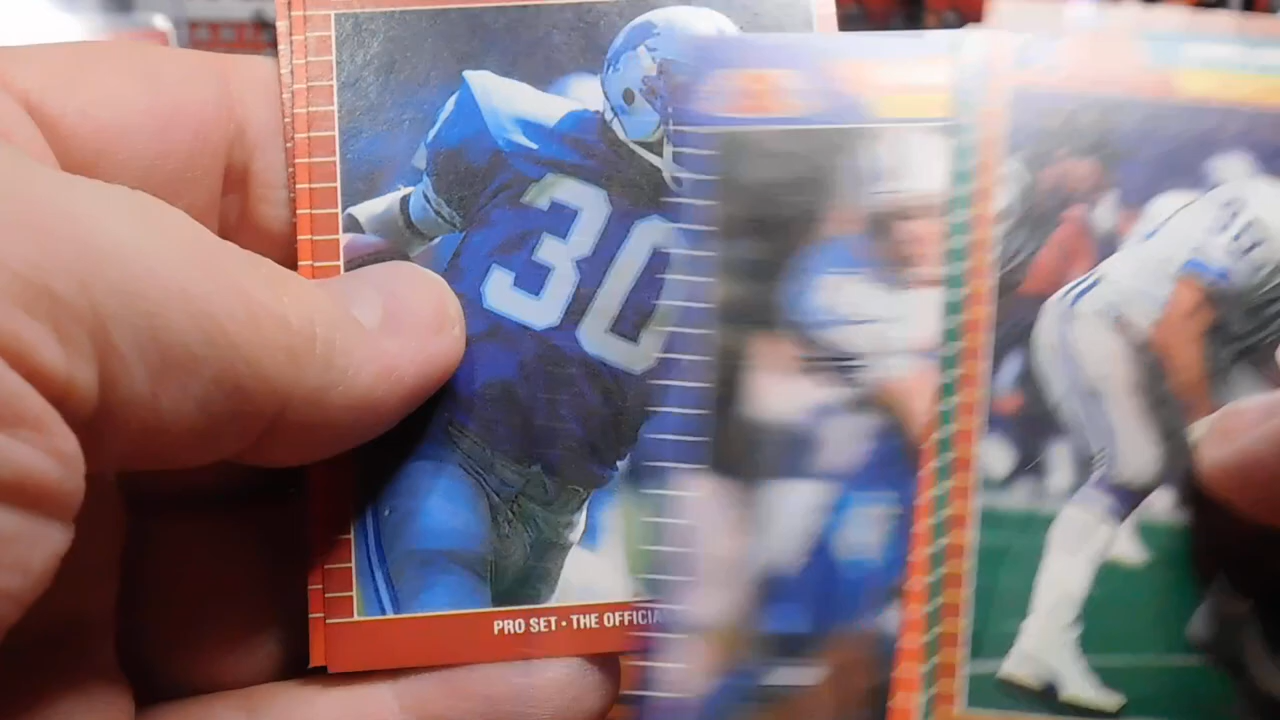 30
PRO SET • THE OFFICIA